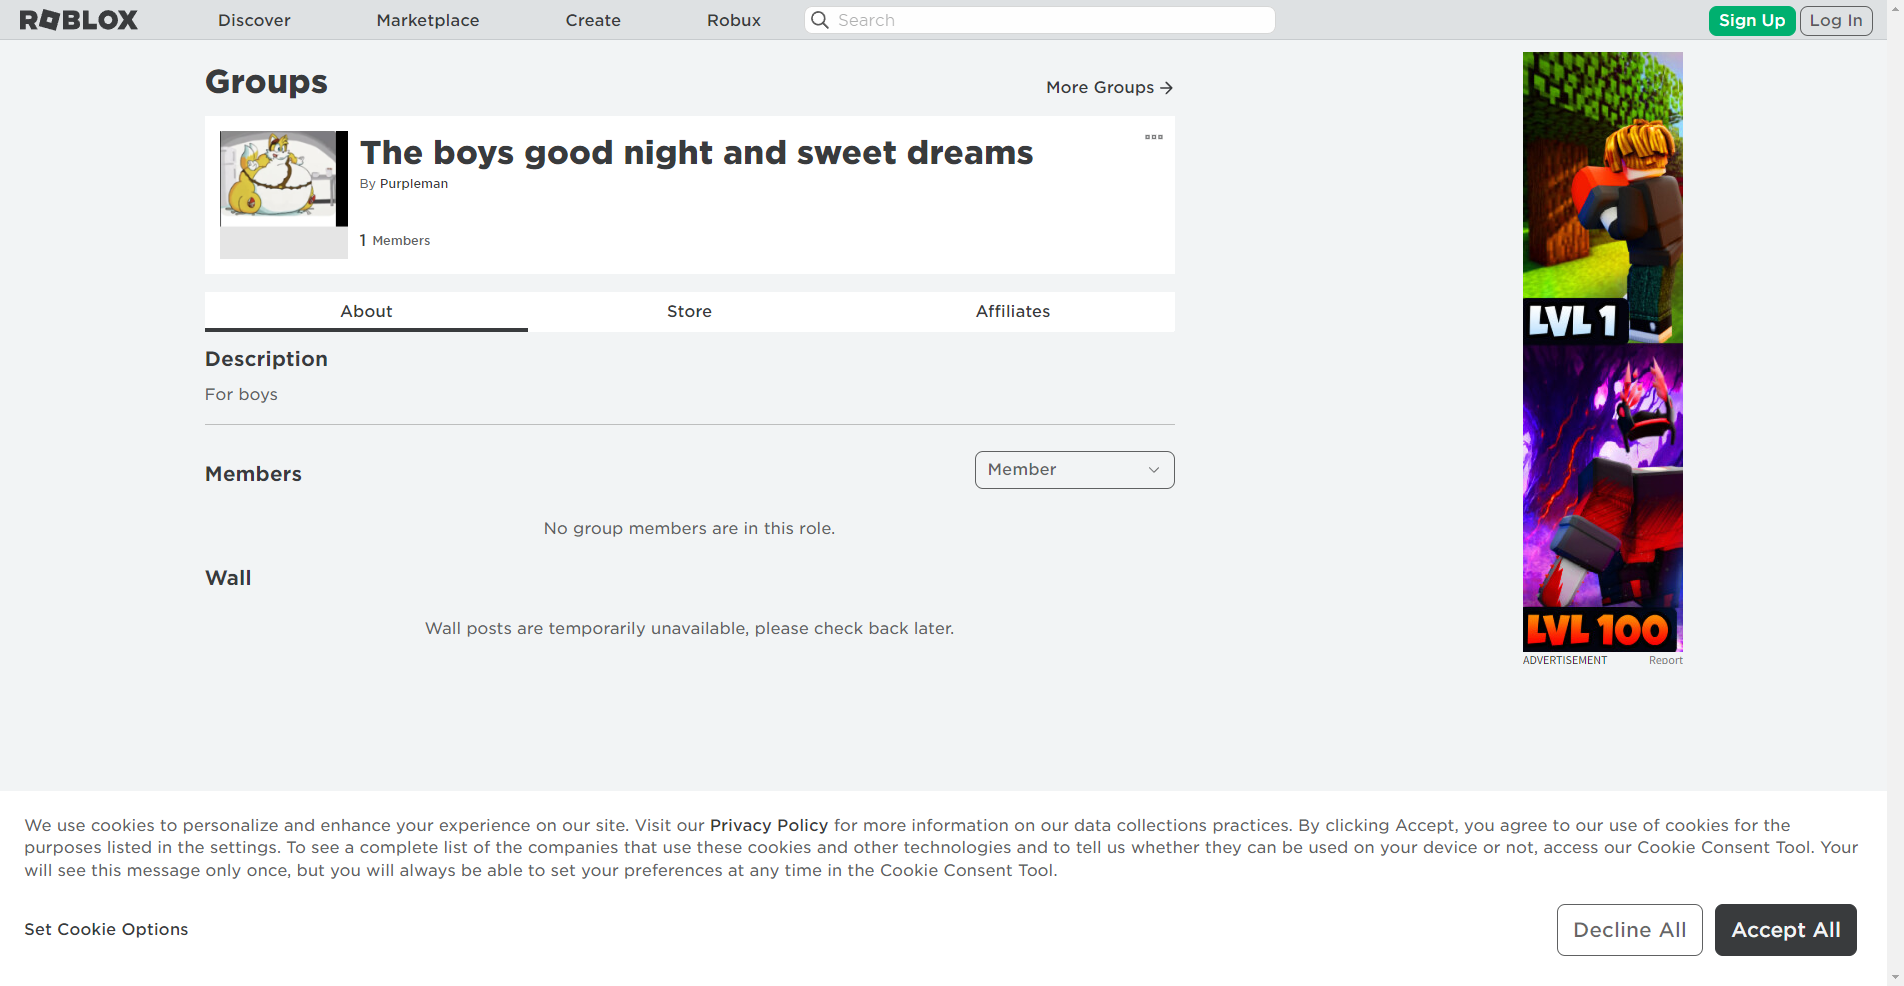 ROBLOX
Discover
Marketplace
Create
Robux
Search
Sign Up
Log In
Groups
More Groups
The boys good night and sweet dreams
By Purpleman
1 Members
About
Store
Affiliates
Description
For boys
Members
Member
No group members are in this role.
Wall
Wall posts are temporarily unavailable, please check back later.
LVL 1
LVL 100
ADVERTISEMENT
Report
We use cookies to personalize and enhance your experience on our site. Visit our Privacy Policy for more information on our data collections practices. By clicking Accept, you agree to our use of cookies for the
purposes listed in the settings. To see a complete list of the companies that use these cookies and other technologies and to tell us whether they can be used on your device or not, access our Cookie Consent Tool. Your
will see this message only once, but you will always be able to set your preferences at any time in the Cookie Consent Tool.
Set Cookie Options
Decline All
Accept All